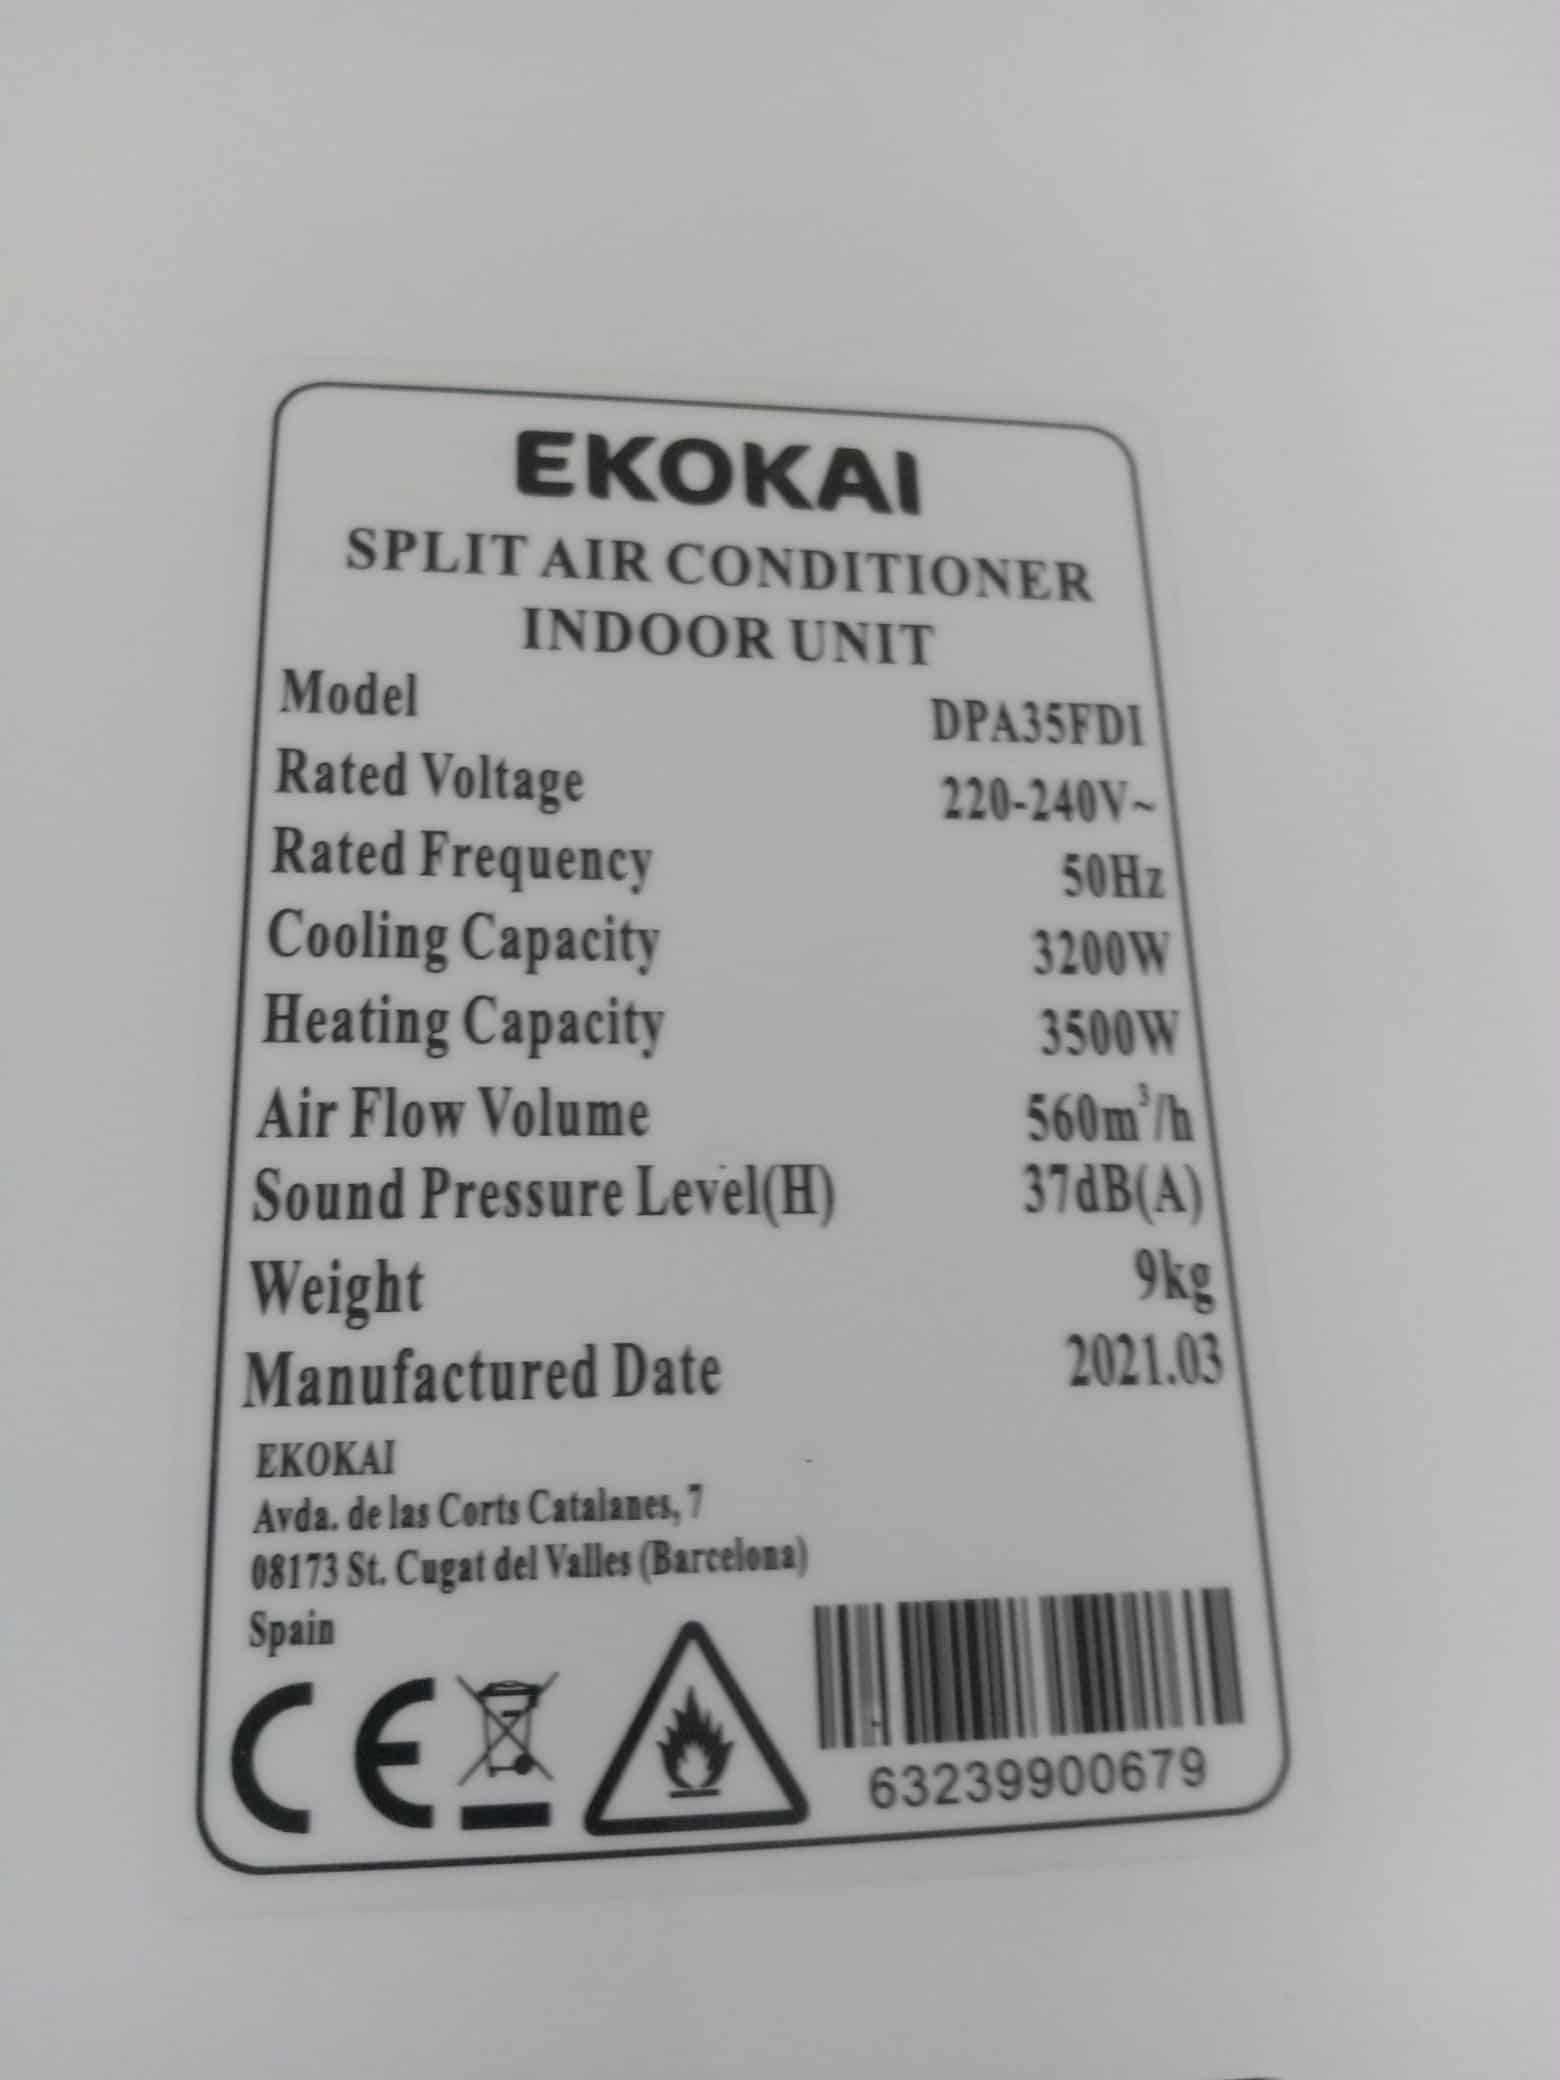 EKOKAI
SPLIT AIR CONDITIONER
INDOOR UNIT
Model DPA35FDI
Rated Voltage 220-240V~
Rated Frequency 50Hz
Cooling Capacity 3200W
Heating Capacity 3500W
Air Flow Volume 560m³/h
Sound Pressure Level(H) 37dB(A)
Weight 9kg
Manufactured Date 2021.03
EKOKAI
Avda. de las Corts Catalanes, 7
08173 St. Cugat del Valles (Barcelona)
Spain
CE
63239900679